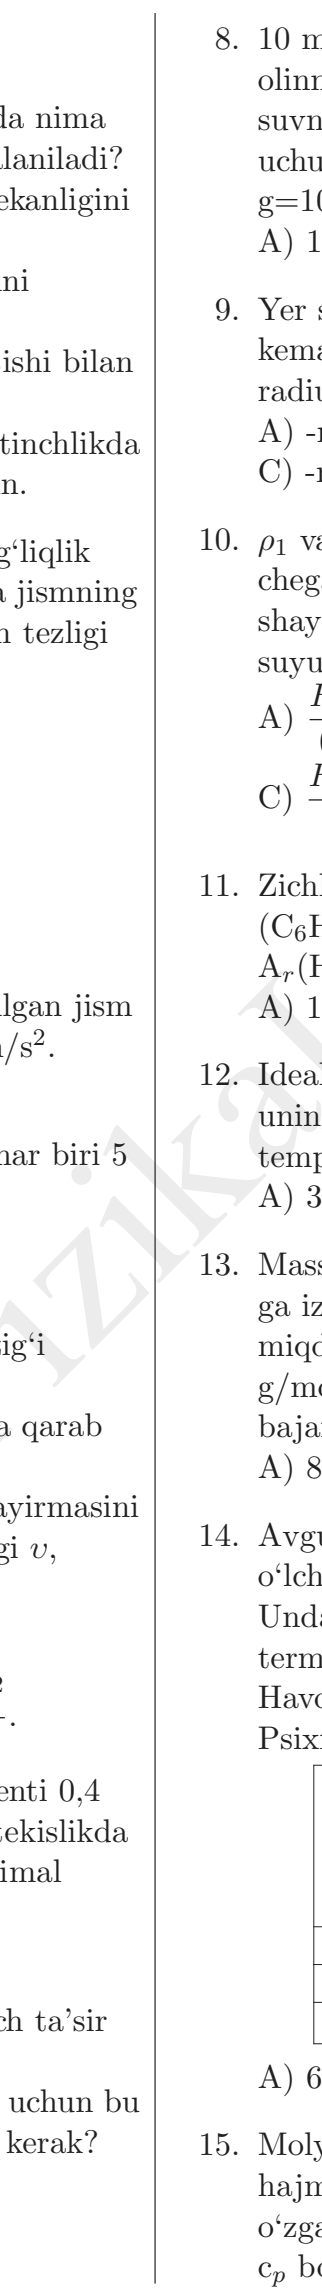 da nima
laniladi?
ekanligini
ni
ishi bilan
tinchlikda
n.
g‘liqlik
a jismning
n tezligi
lgan jism
n/s².
har biri 5
zig‘i
a qarab
ayirmasini
gi υ,
2
.
enti 0,4
tekislikda
imal
ch ta’sir
uchun bu
kerak?
8. 10 m
olinn
suvn
uchu
g=10
A) 1
9. Yer s
kema
radiu
A) -r
C) -r
10. ρ₁ va
chega
shay
suyu
A)
C)
11. Zichl
(C₆H
Aᵣ(H
A) 1
12. Ideal
unin
temp
A) 3
13. Mass
ga iz
miqd
g/mo
bajar
A) 8
14. Avgu
o‘lch
Unda
term
Havo
Psixr
A) 6
15. Moly
hajm
o‘zga
cₚ bo